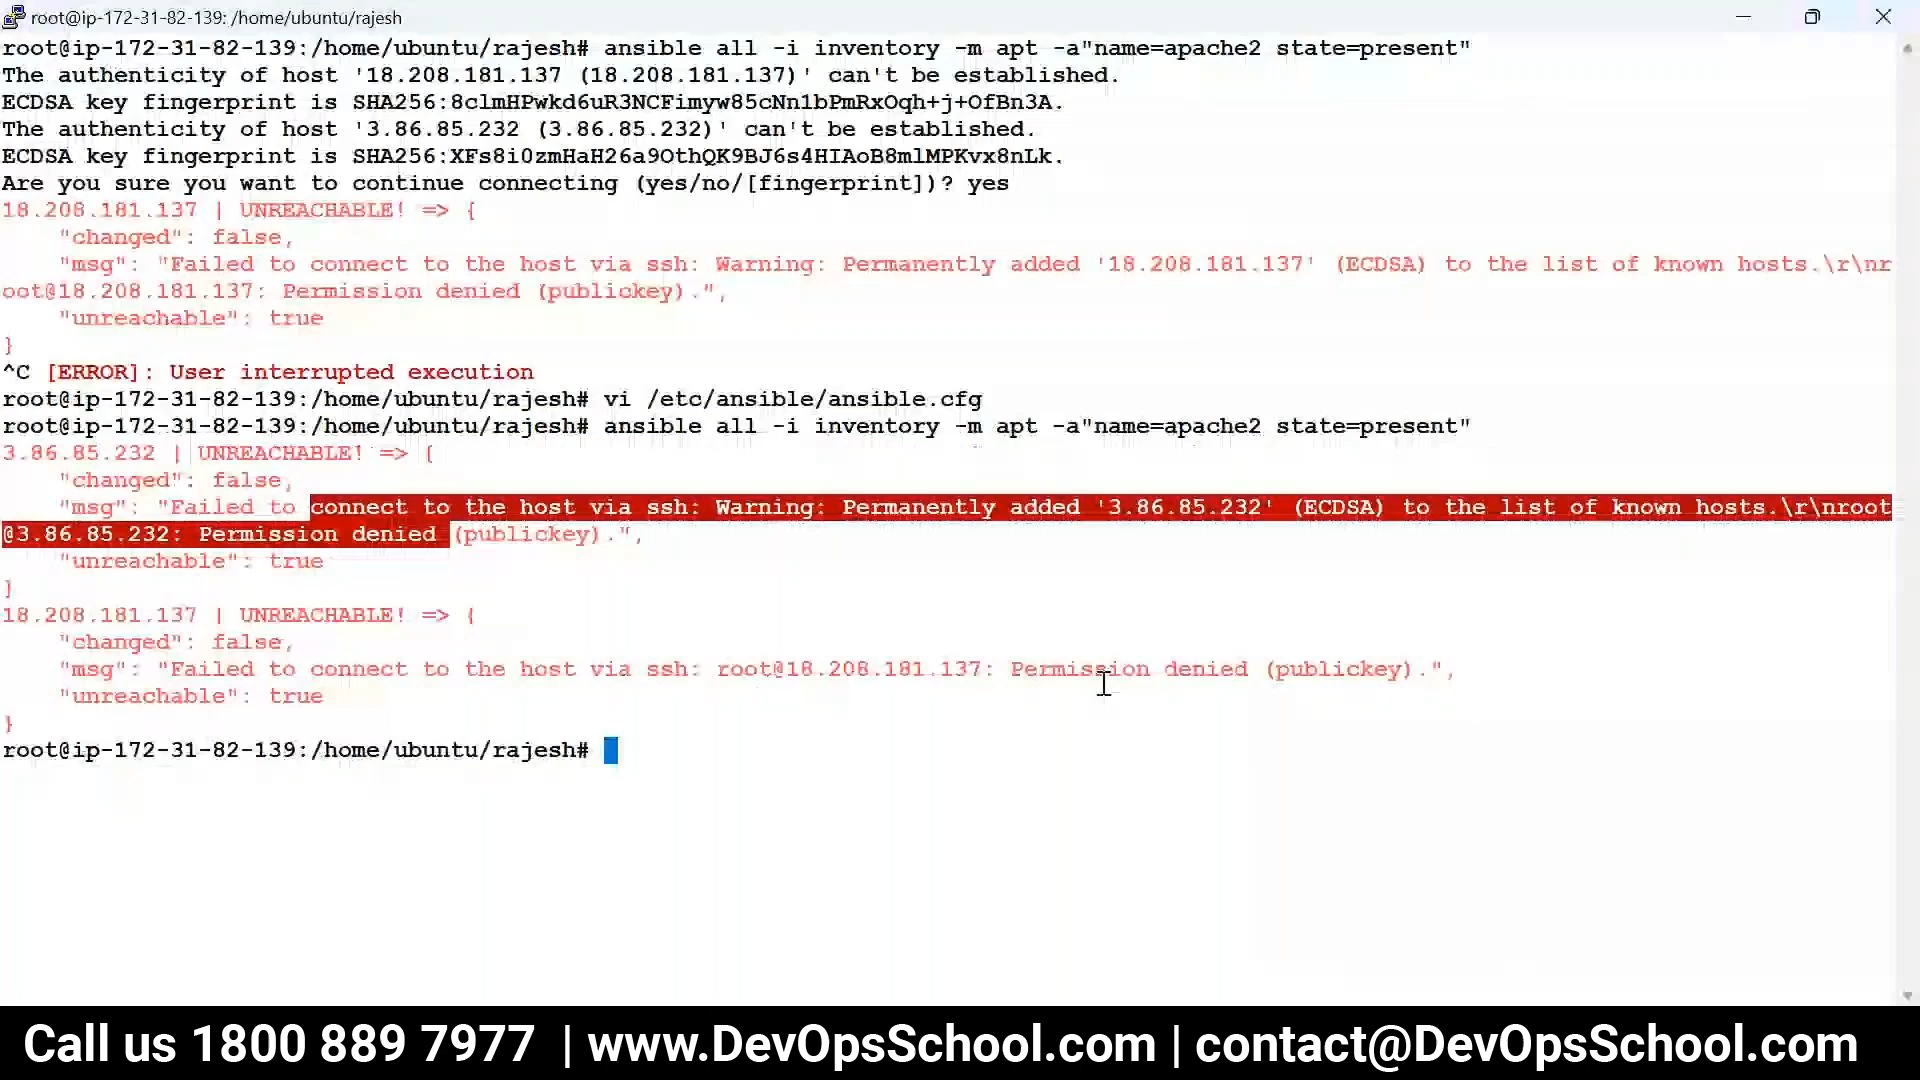 root@ip-172-31-82-139: /home/ubuntu/rajesh
root@ip-172-31-82-139:/home/ubuntu/rajesh# ansible all -i inventory -m apt -a"name=apache2 state=present"
The authenticity of host '18.208.181.137 (18.208.181.137)' can't be established.
ECDSA key fingerprint is SHA256:8clmHPwkd6uR3NCFimyw85cNn1bPmRxOqh+j+OfBn3A.
The authenticity of host '3.86.85.232 (3.86.85.232)' can't be established.
ECDSA key fingerprint is SHA256:XFs8i0zmHaH26a9OthQK9BJ6s4HIAoB8mlMPKvx8nLk.
Are you sure you want to continue connecting (yes/no/[fingerprint])? yes
18.208.181.137 | UNREACHABLE! => {
    "changed": false,
    "msg": "Failed to connect to the host via ssh: Warning: Permanently added '18.208.181.137' (ECDSA) to the list of known hosts.\r\nr
oot@18.208.181.137: Permission denied (publickey).",
    "unreachable": true
}
^C [ERROR]: User interrupted execution
root@ip-172-31-82-139:/home/ubuntu/rajesh# vi /etc/ansible/ansible.cfg
root@ip-172-31-82-139:/home/ubuntu/rajesh# ansible all -i inventory -m apt -a"name=apache2 state=present"
3.86.85.232 | UNREACHABLE! => {
    "changed": false,
    "msg": "Failed to connect to the host via ssh: Warning: Permanently added '3.86.85.232' (ECDSA) to the list of known hosts.\r\nroot
@3.86.85.232: Permission denied (publickey).",
    "unreachable": true
}
18.208.181.137 | UNREACHABLE! => {
    "changed": false,
    "msg": "Failed to connect to the host via ssh: root@18.208.181.137: Permission denied (publickey).",
    "unreachable": true
}
root@ip-172-31-82-139:/home/ubuntu/rajesh#
Call us 1800 889 7977 | www.DevOpsSchool.com | contact@DevOpsSchool.com